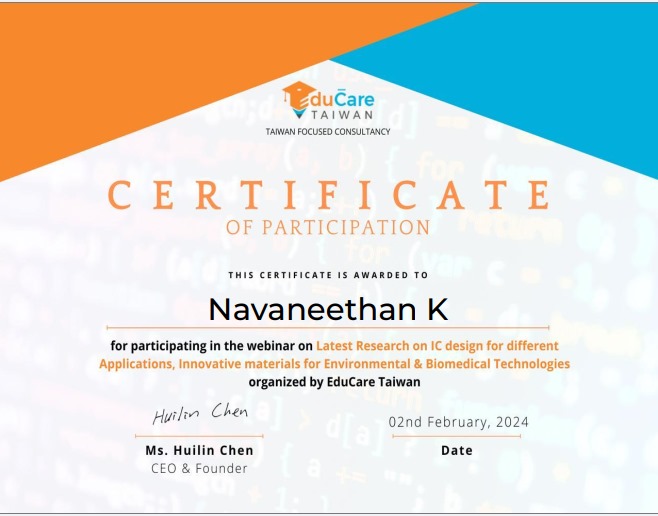 EduCare
TAIWAN
TAIWAN FOCUSED CONSULTANCY
CERTIFICATE
OF PARTICIPATION
THIS CERTIFICATE IS AWARDED TO
Navaneethan K
for participating in the webinar on Latest Research on IC design for different
Applications, Innovative materials for Environmental & Biomedical Technologies
organized by EduCare Taiwan
Huilin Chen
02nd February, 2024
Ms. Huilin Chen
Date
CEO & Founder